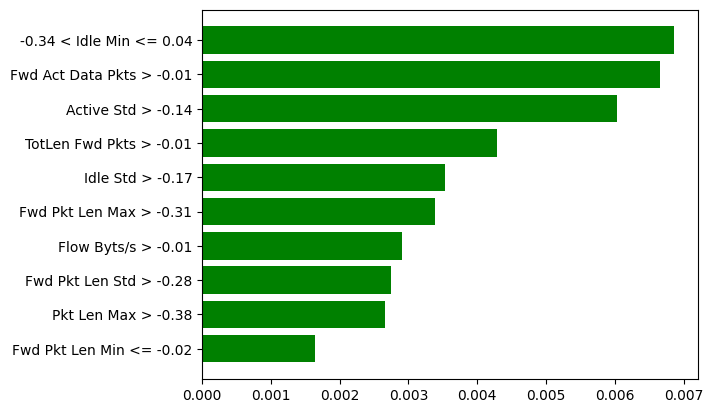 -0.34 < Idle Min <= 0.04
Fwd Act Data Pkts > -0.01
Active Std > -0.14
TotLen Fwd Pkts > -0.01
Idle Std > -0.17
Fwd Pkt Len Max > -0.31
Flow Byts/s > -0.01
Fwd Pkt Len Std > -0.28
Pkt Len Max > -0.38
Fwd Pkt Len Min <= -0.02
0.000 0.001 0.002 0.003 0.004 0.005 0.006 0.007